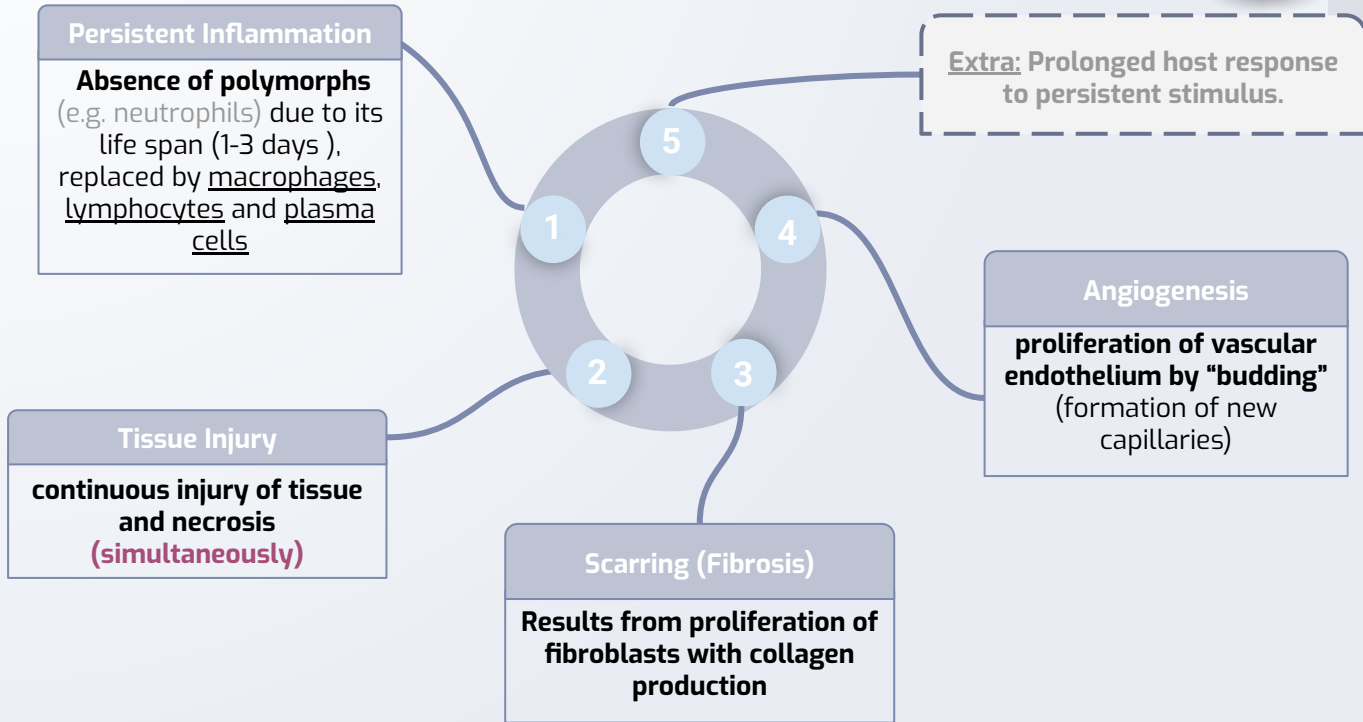 Persistent Inflammation
Absence of polymorphs
(e.g. neutrophils) due to its
life span (1-3 days ),
replaced by macrophages,
lymphocytes and plasma
cells
Extra: Prolonged host response
to persistent stimulus.
5
1
4
2
3
Angiogenesis
proliferation of vascular
endothelium by “budding”
(formation of new
capillaries)
Tissue Injury
continuous injury of tissue
and necrosis
(simultaneously)
Scarring (Fibrosis)
Results from proliferation of
fibroblasts with collagen
production